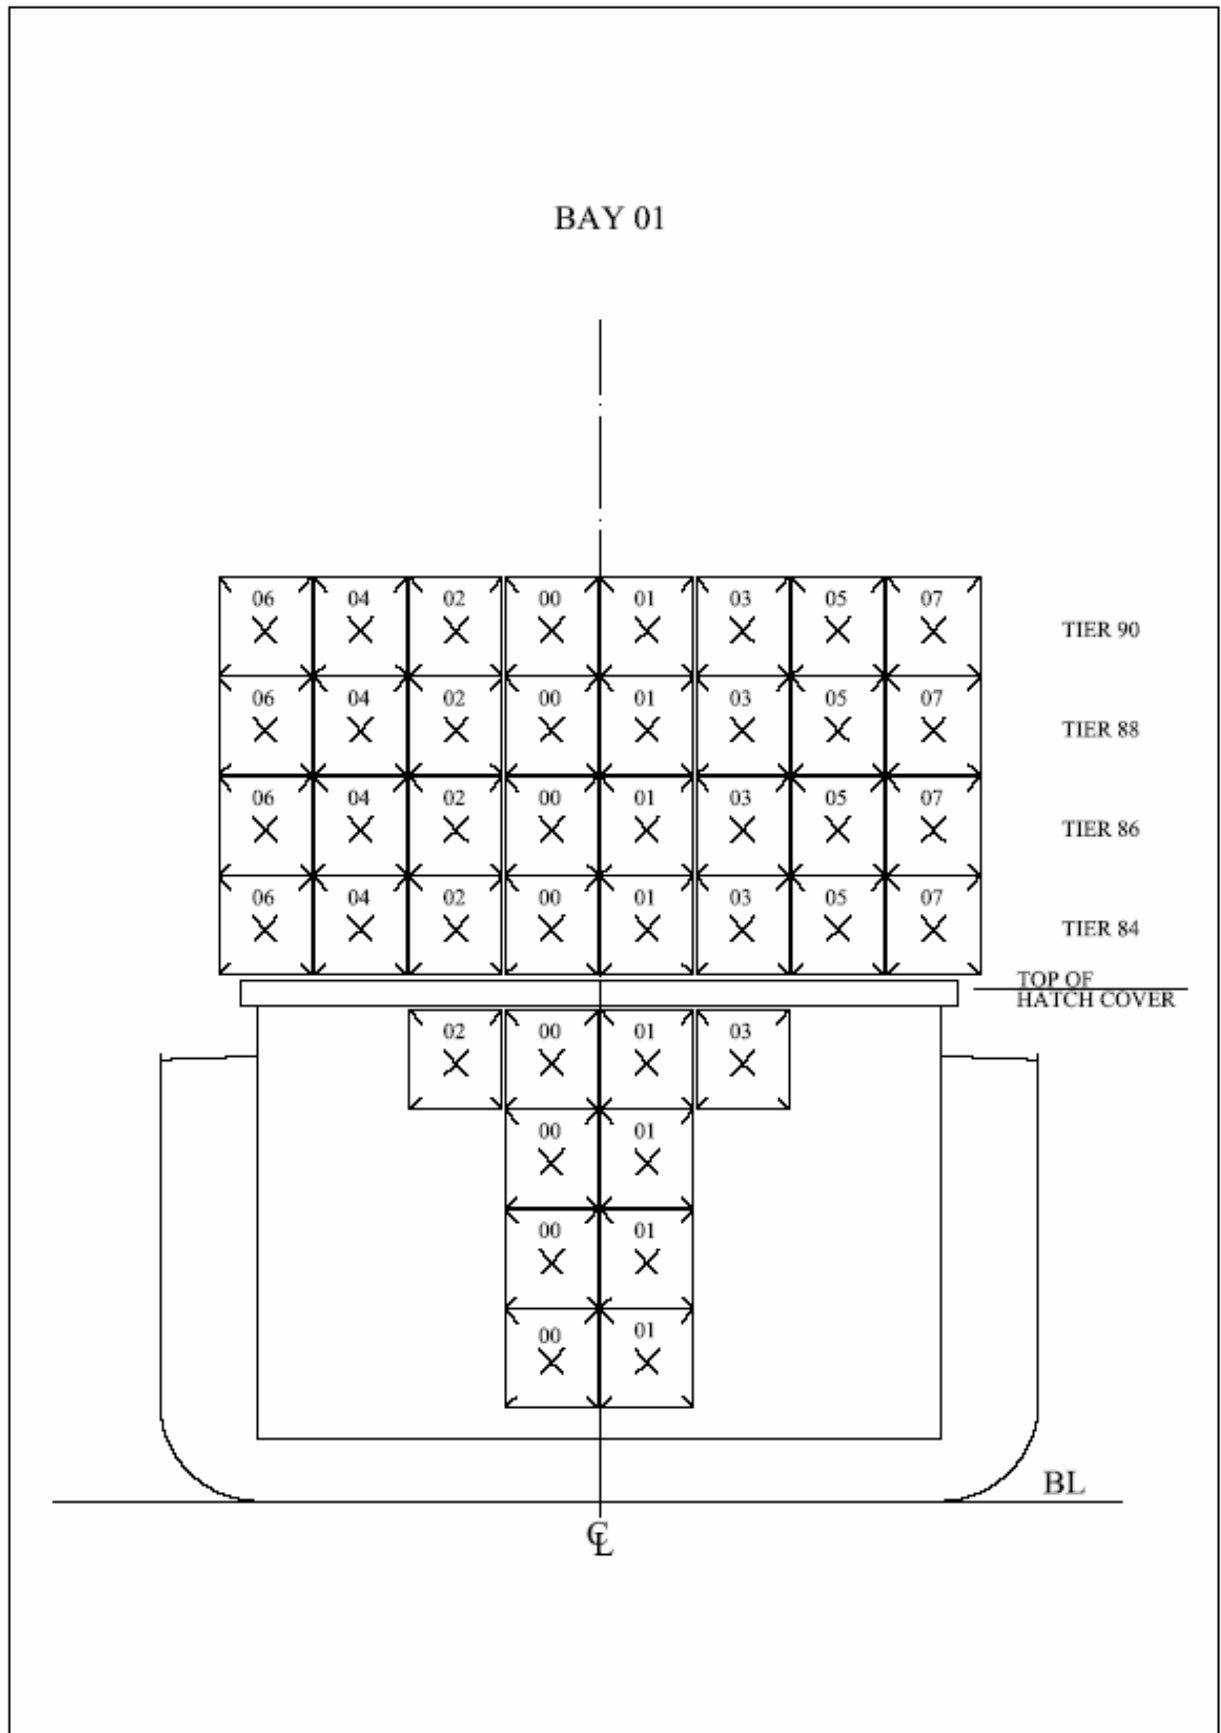 BAY 01
06 04 02 00 01 03 05 07 TIER 90
06 04 02 00 01 03 05 07 TIER 88
06 04 02 00 01 03 05 07 TIER 86
06 04 02 00 01 03 05 07 TIER 84
TOP OF
HATCH COVER
02 00 01 03
00 01
00 01
00 01
BL
CL